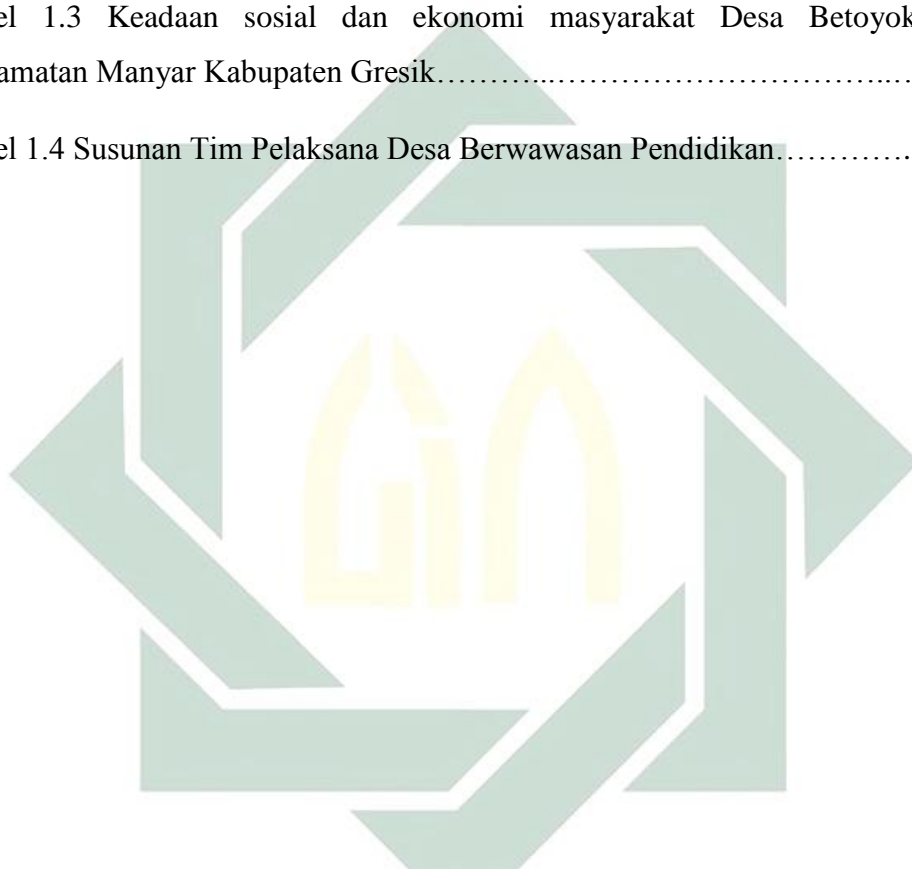 el 1.3 Keadaan sosial dan ekonomi masyarakat Desa Betoyok
amatan Manyar Kabupaten Gresik………...…………………………..…
el 1.4 Susunan Tim Pelaksana Desa Berwawasan Pendidikan………….